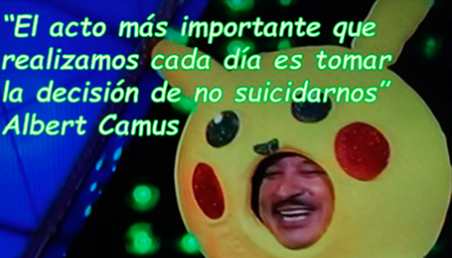 “El acto más importante que
realizamos cada día es tomar
la decisión de no suicidarnos”
Albert Camus